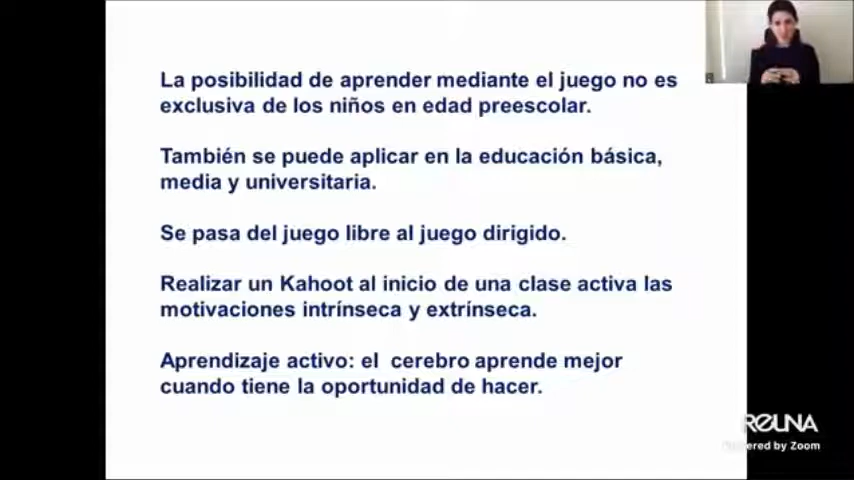 La posibilidad de aprender mediante el juego no es
exclusiva de los niños en edad preescolar.
También se puede aplicar en la educación básica,
media y universitaria.
Se pasa del juego libre al juego dirigido.
Realizar un Kahoot al inicio de una clase activa las
motivaciones intrínseca y extrínseca.
Aprendizaje activo: el cerebro aprende mejor
cuando tiene la oportunidad de hacer.
REUNA
Powered by Zoom